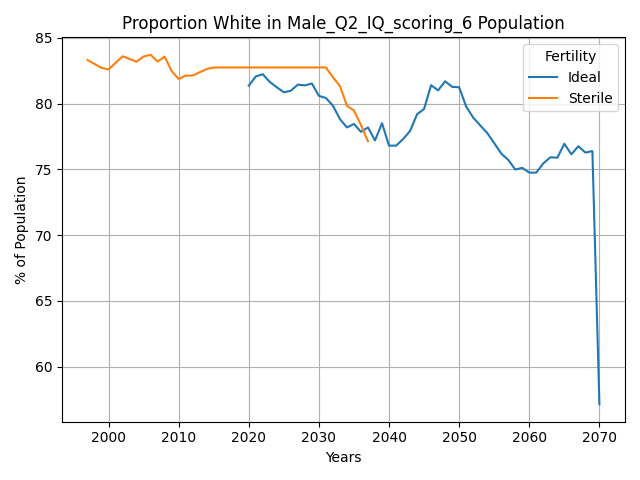 Proportion White in Male_Q2_IQ_scoring_6 Population
85
80
75
70
65
60
% of Population
Fertility
Ideal
Sterile
2000 2010 2020 2030 2040 2050 2060 2070
Years